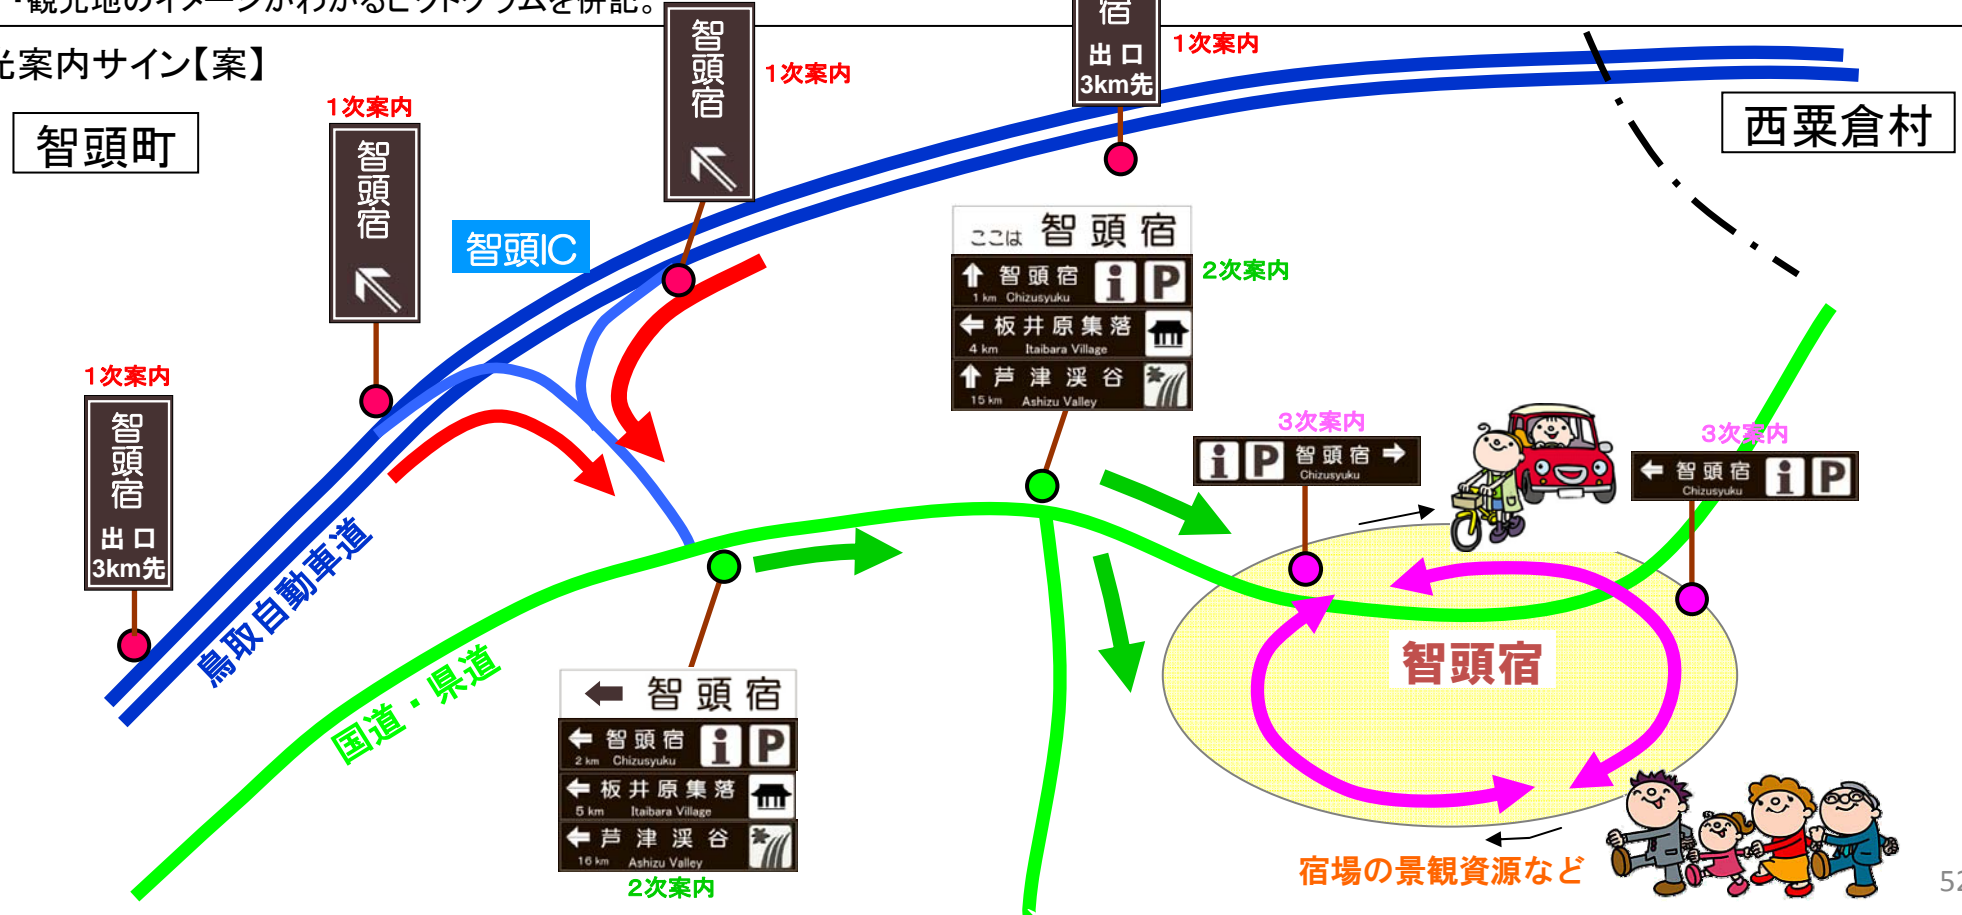 ・観光地のイメージがわかるピクトグラムを併記。
光案内サイン【案】
智頭町
西粟倉村
1次案内
智頭宿
1次案内
智頭宿
1次案内
宿
出口
3km先
1次案内
智頭宿
出口
3km先
智頭IC
鳥取自動車道
国道・県道
ここは 智頭宿
智頭宿 i P
1 km Chizusyuku
板井原集落
4 km Itaibara Village
芦津渓谷
15 km Ashizu Valley
2次案内
← 智頭宿
← 智頭宿 i P
2 km Chizusyuku
← 板井原集落
5 km Itaibara Village
← 芦津渓谷
16 km Ashizu Valley
2次案内
3次案内
i P 智頭宿 →
Chizusyuku
3次案内
← 智頭宿 i P
Chizusyuku
智頭宿
宿場の景観資源など
52